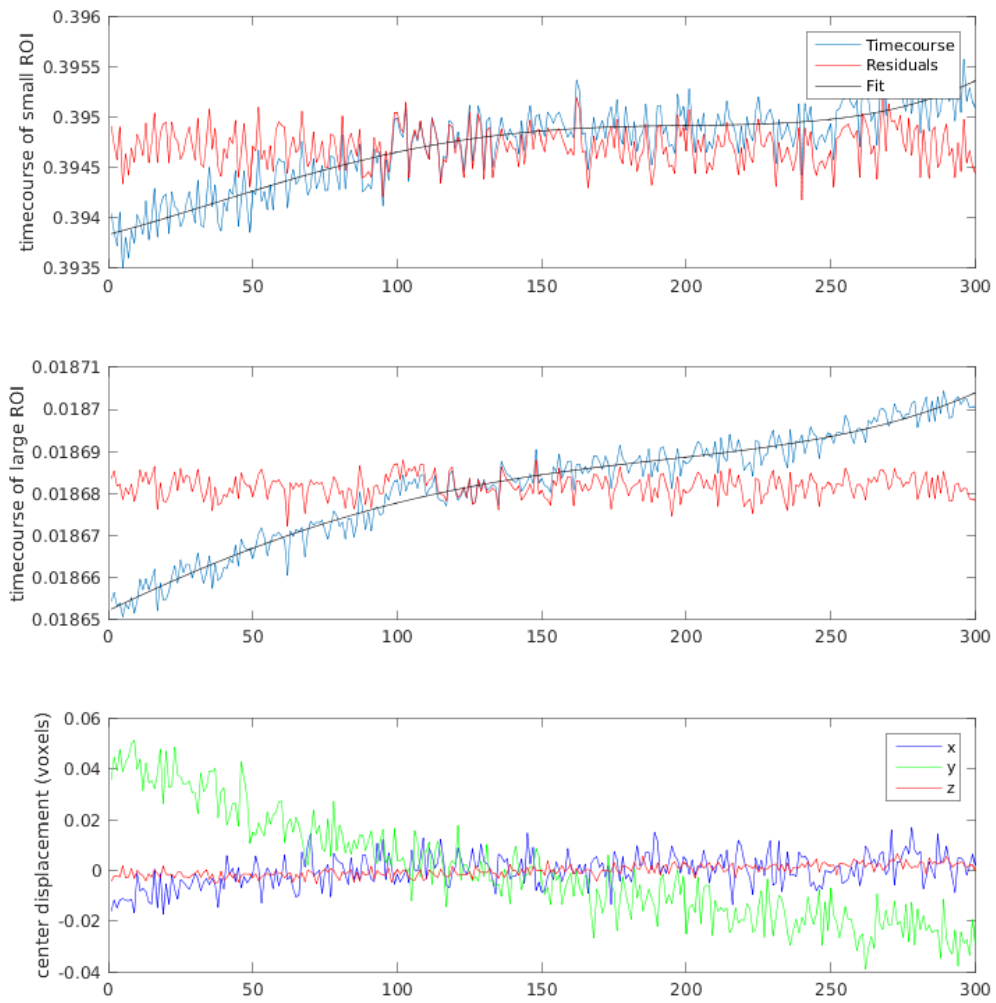 timecourse of small ROI
0.396
0.3955
0.395
0.3945
0.394
0.3935
0 50 100 150 200 250 300
Timecourse
Residuals
Fit
timecourse of large ROI
0.01871
0.0187
0.01869
0.01868
0.01867
0.01866
0.01865
0 50 100 150 200 250 300
center displacement (voxels)
0.06
0.04
0.02
0
-0.02
-0.04
0 50 100 150 200 250 300
x
y
z